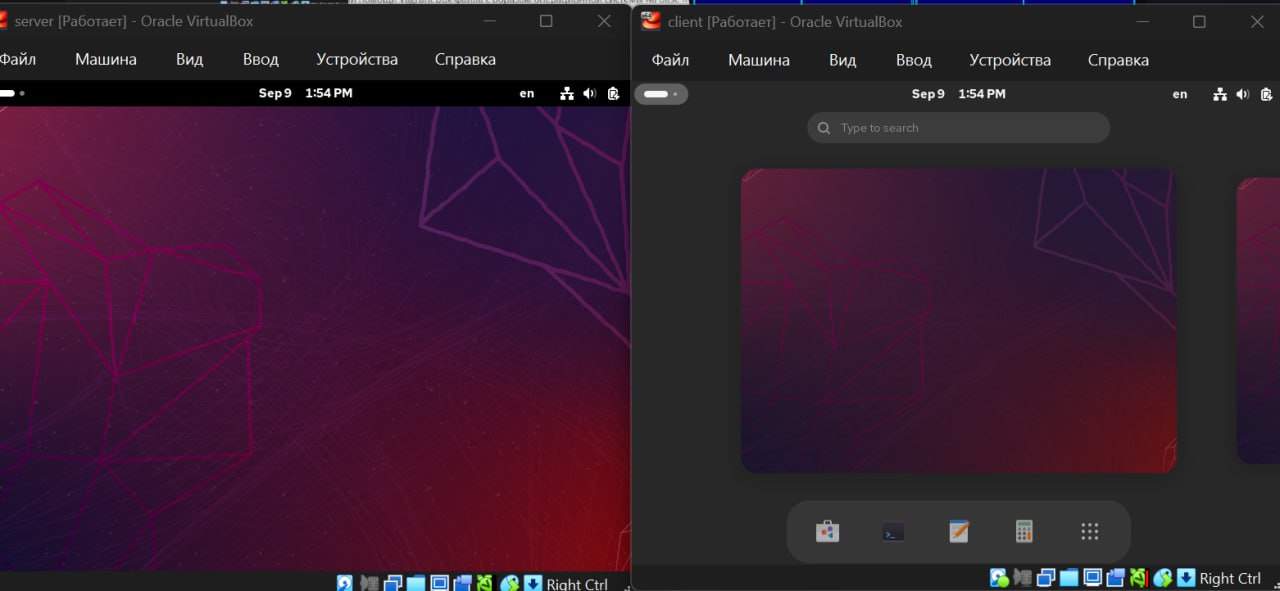 server [Работает] - Oracle VirtualBox
Файл Машина Вид Ввод Устройства Справка
Sep 9 1:54 PM en
Right Ctrl
client [Работает] - Oracle VirtualBox
Файл Машина Вид Ввод Устройства Справка
Sep 9 1:54 PM en
Type to search
Right Ctrl